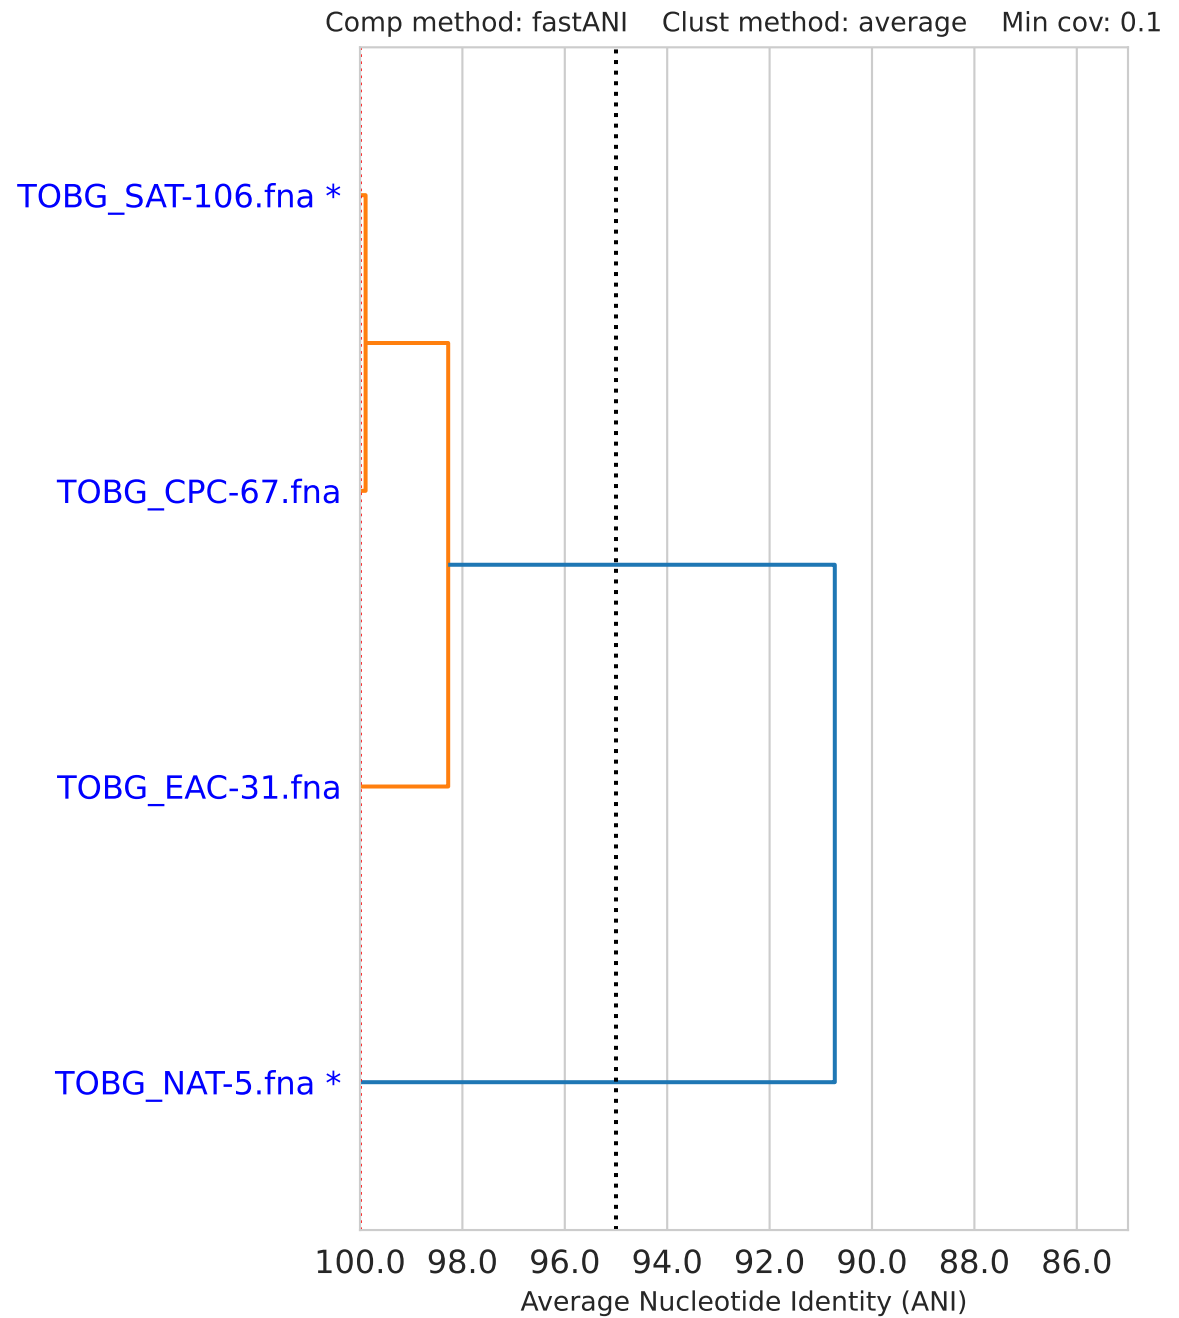 Comp method: fastANI    Clust method: average    Min cov: 0.1
TOBG_SAT-106.fna *
TOBG_CPC-67.fna
TOBG_EAC-31.fna
TOBG_NAT-5.fna *
100.0 98.0 96.0 94.0 92.0 90.0 88.0 86.0
Average Nucleotide Identity (ANI)